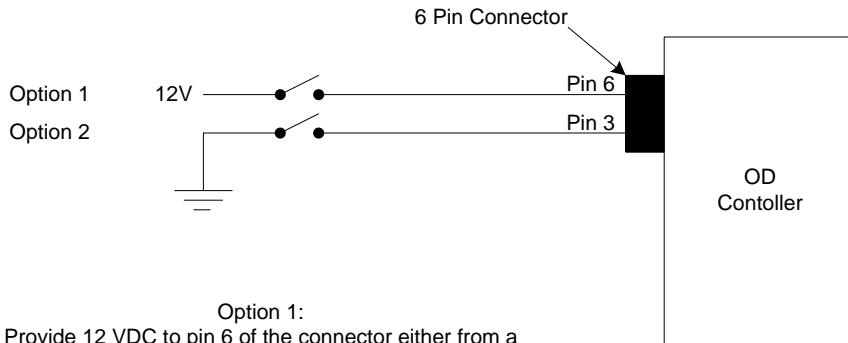 6 Pin Connector
Option 1 12V Pin 6
Option 2 Pin 3
OD
Contoller
Option 1:
Provide 12 VDC to pin 6 of the connector either from a